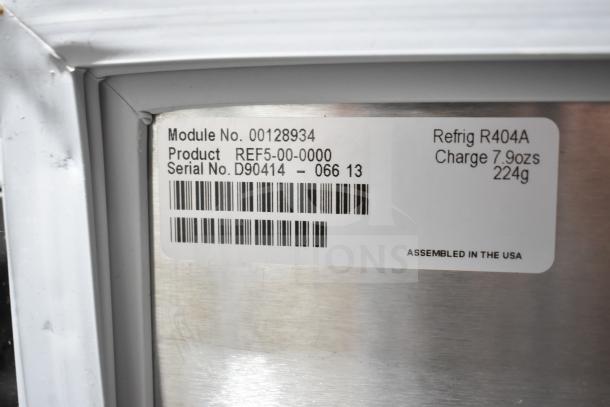 Module No. 00128934
Product REF5-00-0000
Serial No. D90414 - 066 13
Refrig R404A
Charge 7.9ozs
224g
ASSEMBLED IN THE USA